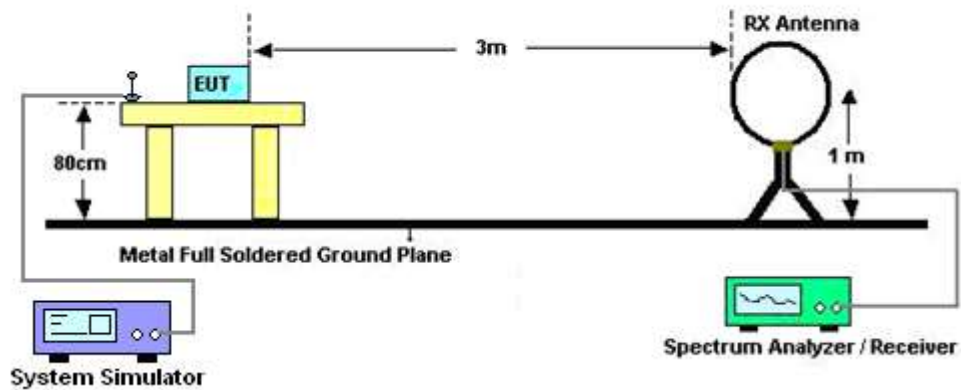 RX Antenna
3m
EUT
80cm
1 m
Metal Full Soldered Ground Plane
Spectrum Analyzer / Receiver
System Simulator